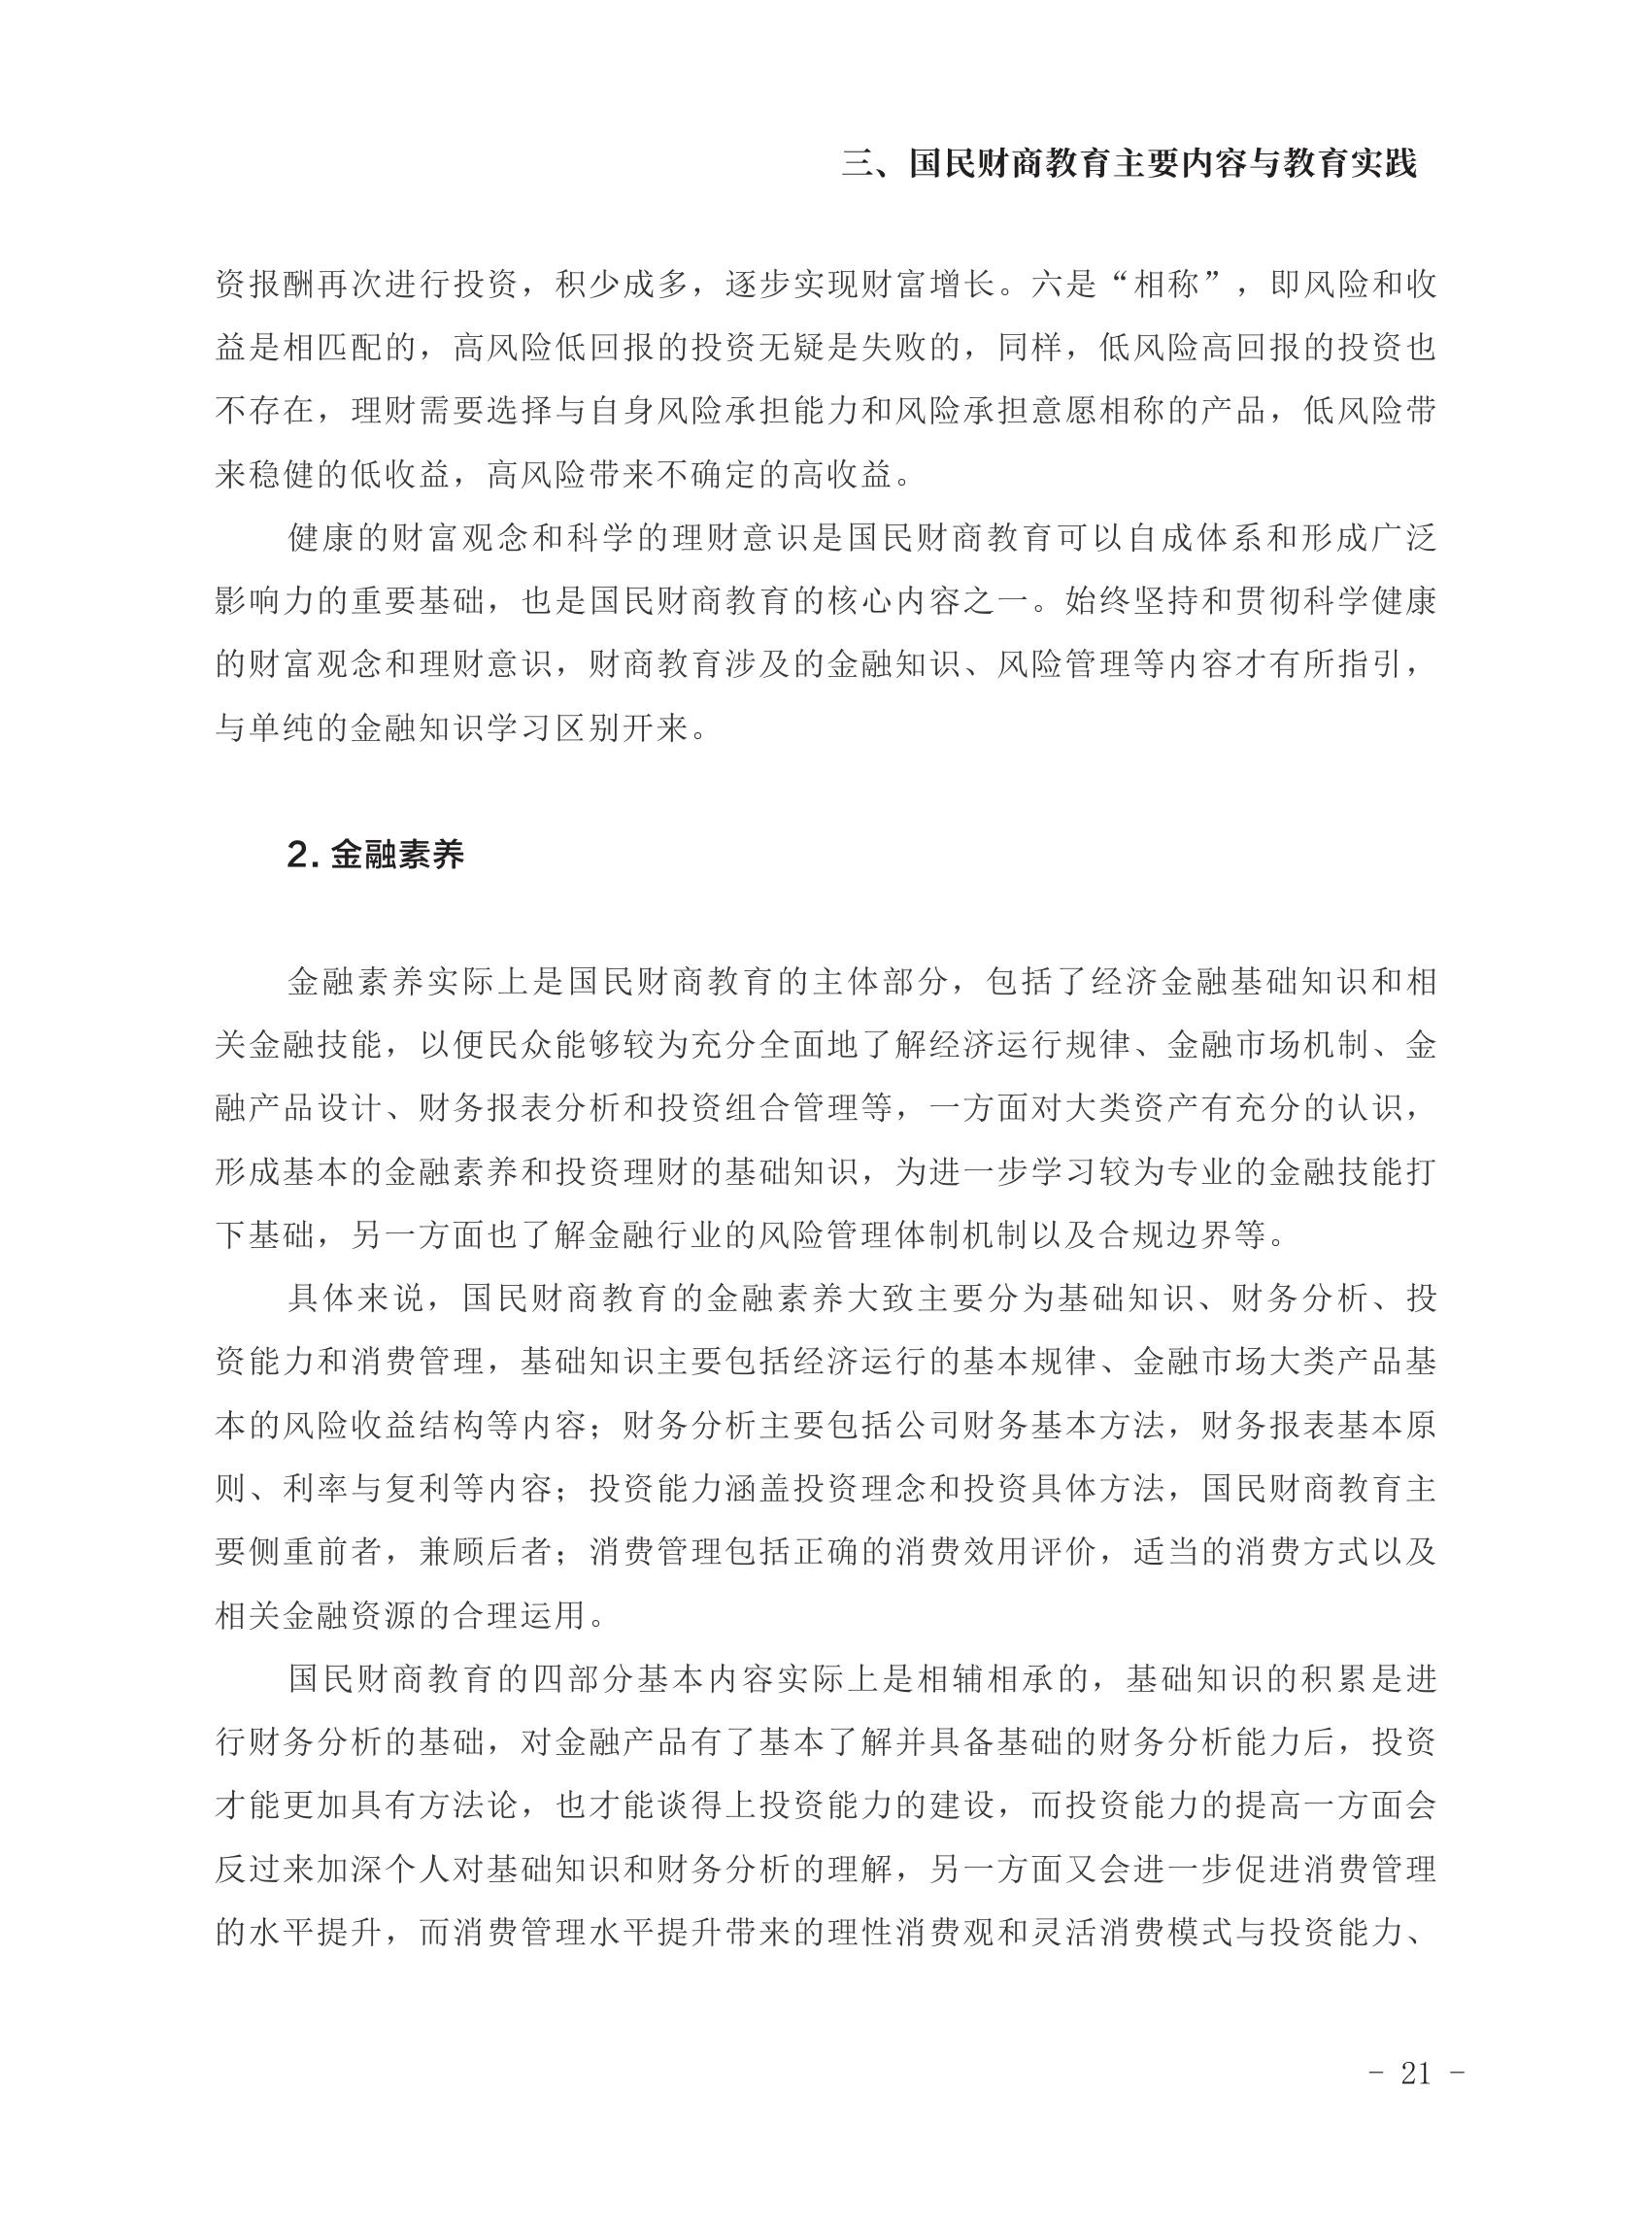 三、国民财商教育主要内容与教育实践
资报酬再次进行投资，积少成多，逐步实现财富增长。六是“相称”，即风险和收
益是相匹配的，高风险低回报的投资无疑是失败的，同样，低风险高回报的投资也
不存在，理财需要选择与自身风险承担能力和风险承担意愿相称的产品，低风险带
来稳健的低收益，高风险带来不确定的高收益。
健康的财富观念和科学的理财意识是国民财商教育可以自成体系和形成广泛
影响力的重要基础，也是国民财商教育的核心内容之一。始终坚持和贯彻科学健康
的财富观念和理财意识，财商教育涉及的金融知识、风险管理等内容才有所指引，
与单纯的金融知识学习区别开来。
2. 金融素养
金融素养实际上是国民财商教育的主体部分，包括了经济金融基础知识和相
关金融技能，以便民众能够较为充分全面地了解经济运行规律、金融市场机制、金
融产品设计、财务报表分析和投资组合管理等，一方面对大类资产有充分的认识，
形成基本的金融素养和投资理财的基础知识，为进一步学习较为专业的金融技能打
下基础，另一方面也了解金融行业的风险管理体制机制以及合规边界等。
具体来说，国民财商教育的金融素养大致主要分为基础知识、财务分析、投
资能力和消费管理，基础知识主要包括经济运行的基本规律、金融市场大类产品基
本的风险收益结构等内容；财务分析主要包括公司财务基本方法，财务报表基本原
则、利率与复利等内容；投资能力涵盖投资理念和投资具体方法，国民财商教育主
要侧重前者，兼顾后者；消费管理包括正确的消费效用评价，适当的消费方式以及
相关金融资源的合理运用。
国民财商教育的四部分基本内容实际上是相辅相承的，基础知识的积累是进
行财务分析的基础，对金融产品有了基本了解并具备基础的财务分析能力后，投资
才能更加具有方法论，也才能谈得上投资能力的建设，而投资能力的提高一方面会
反过来加深个人对基础知识和财务分析的理解，另一方面又会进一步促进消费管理
的水平提升，而消费管理水平提升带来的理性消费观和灵活消费模式与投资能力、
- 21 -